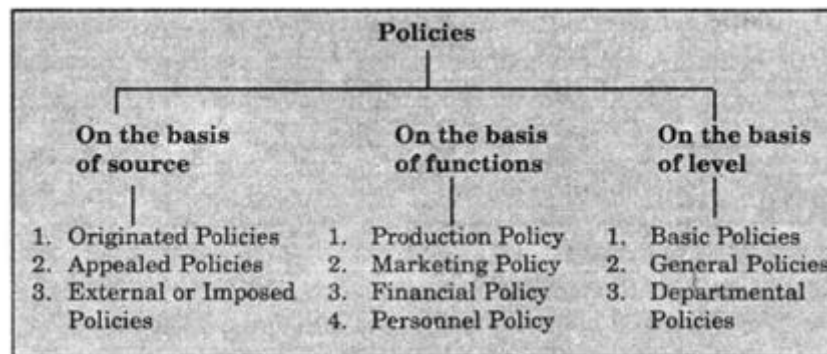 Policies
On the basis
of source
1. Originated Policies
2. Appealed Policies
3. External or Imposed
Policies
On the basis
of functions
1. Production Policy
2. Marketing Policy
3. Financial Policy
4. Personnel Policy
On the basis
of level
1. Basic Policies
2. General Policies
3. Departmental
Policies